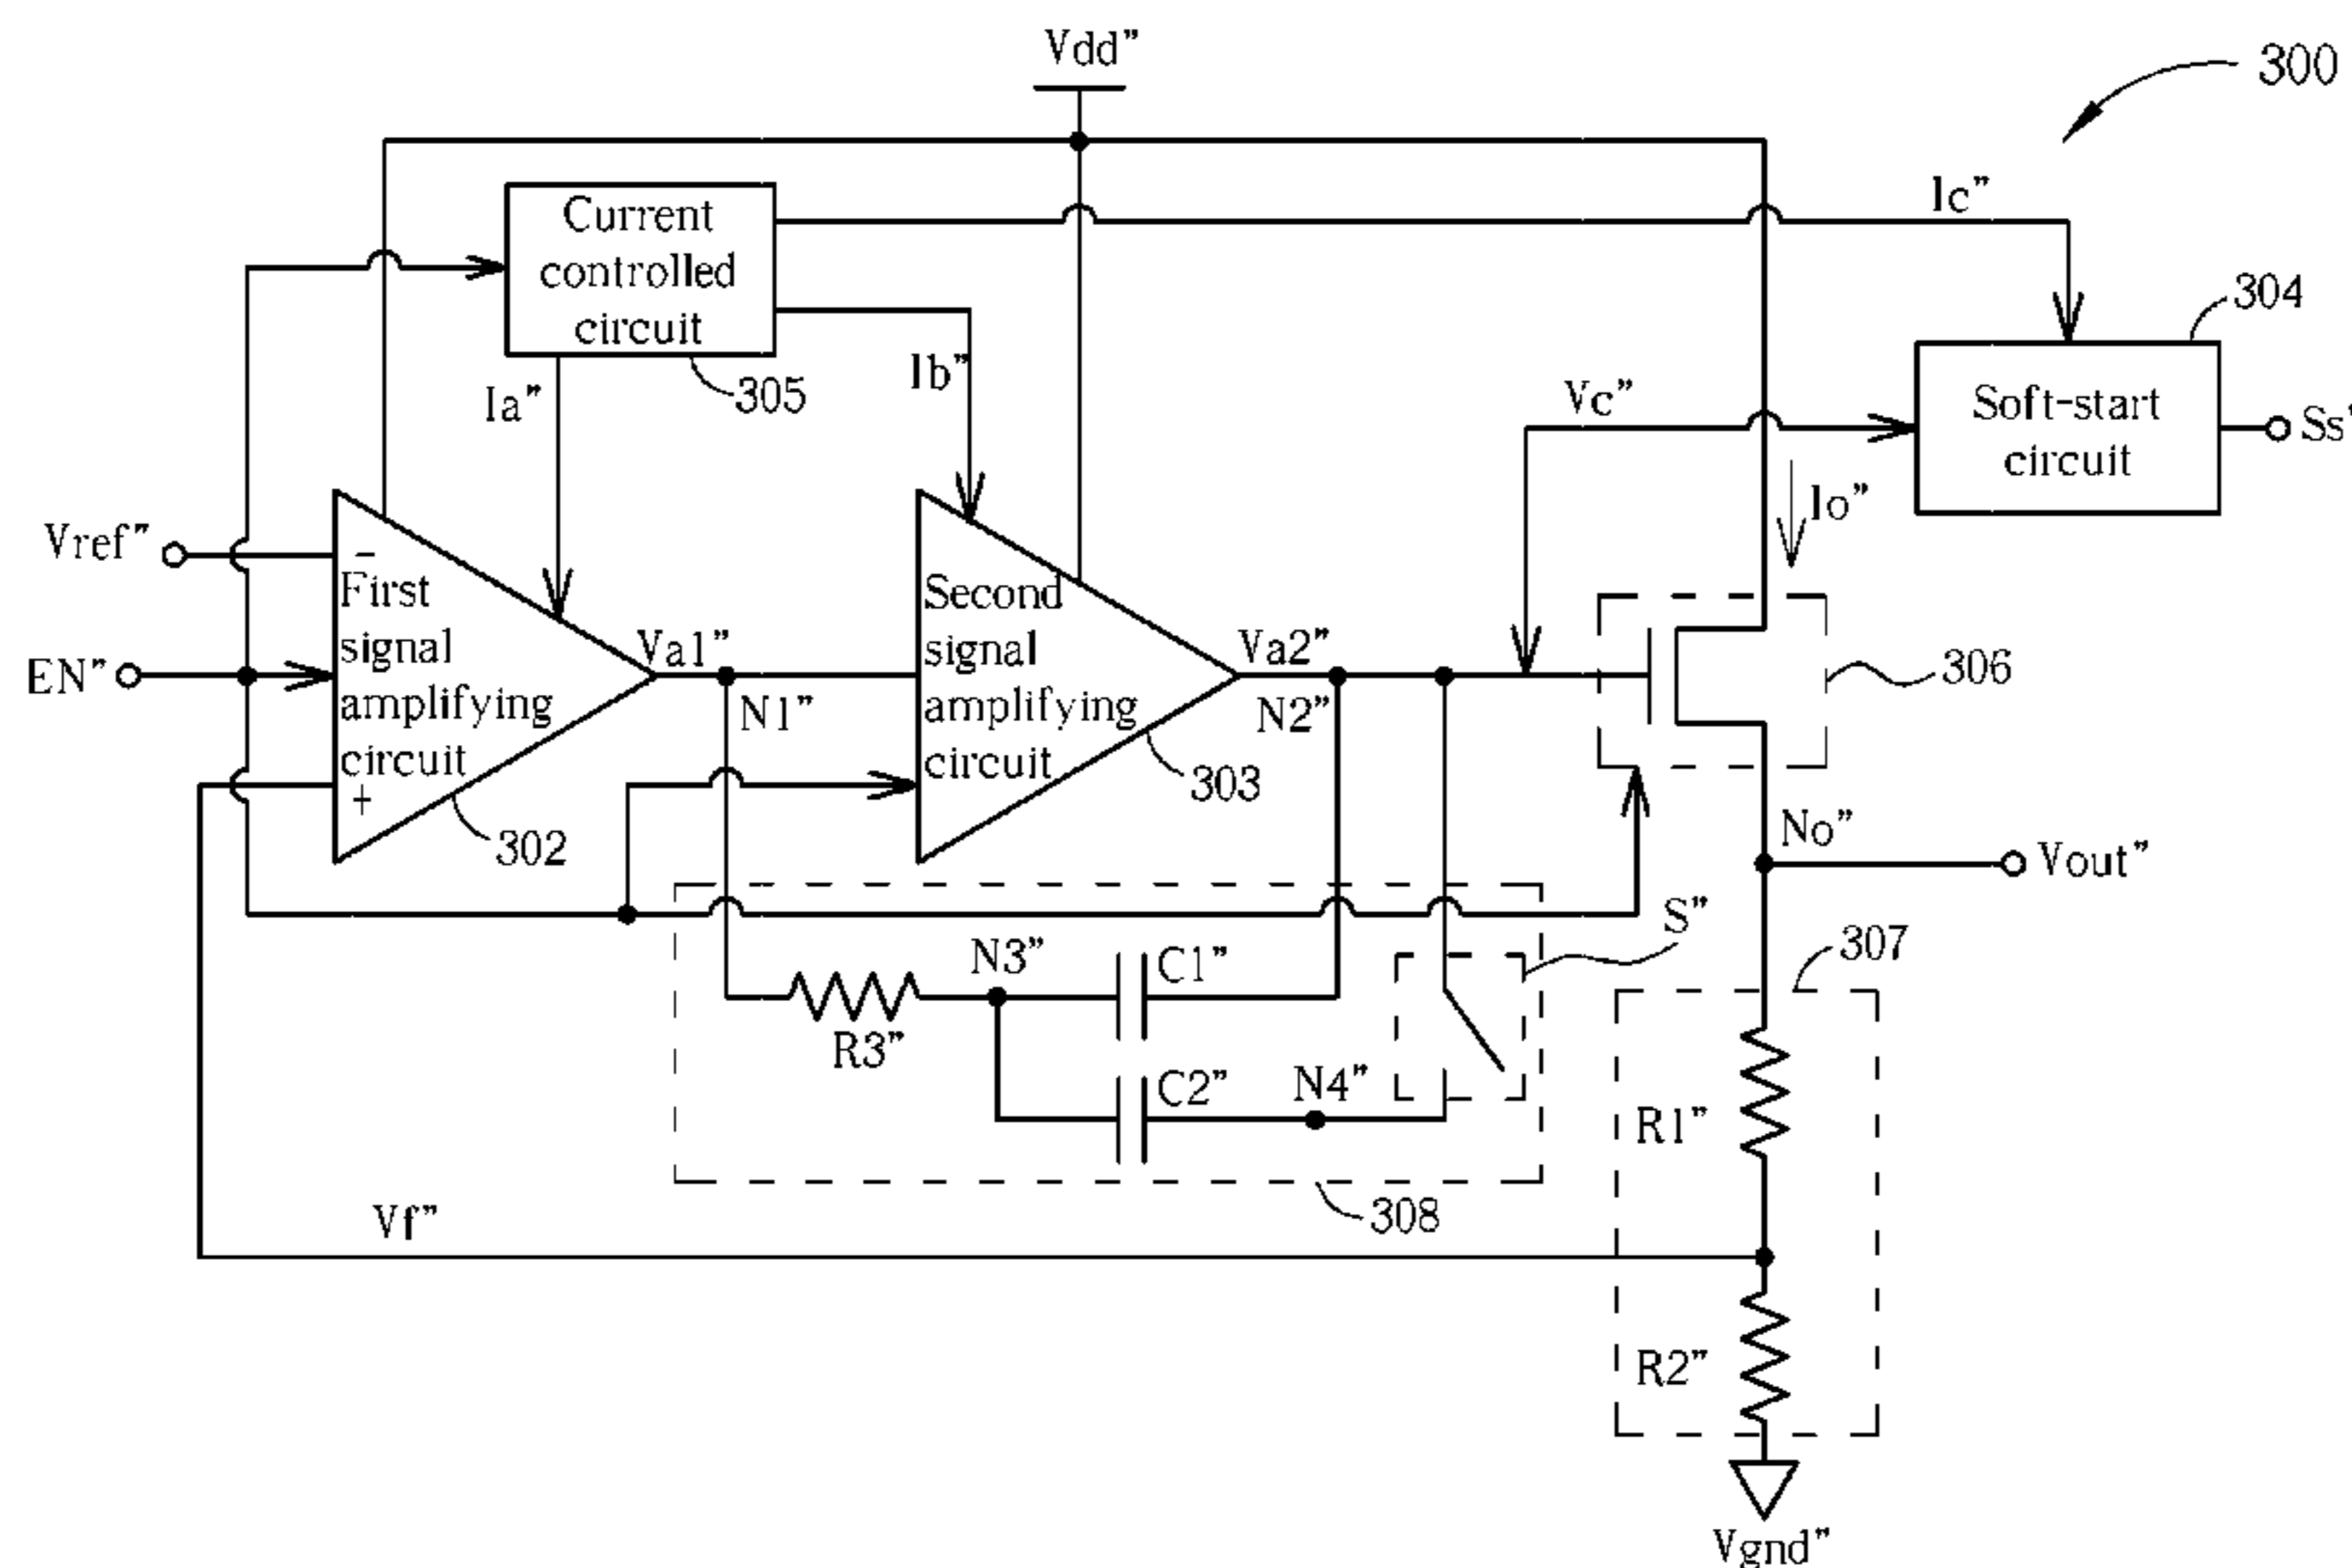 Vdd”
300
Current
controlled
circuit
Ic”
304
305
Ia”
Ib”
Vc”
Soft-start
circuit
Ss”
Io”
Vref”
−
First
signal
amplifying
circuit
+
Second
signal
amplifying
circuit
EN”
Va1”
N1”
Va2”
N2”
306
302
303
No”
Vout”
S”
307
N3”
C1”
R3”
C2”
N4”
R1”
308
Vf”
R2”
Vgnd”